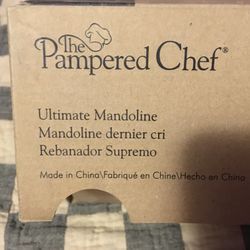 The
Pampered Chef®
Ultimate Mandoline
Mandoline dernier cri
Rebanador Supremo
Made in China\Fabriqué en Chine\Hecho en China